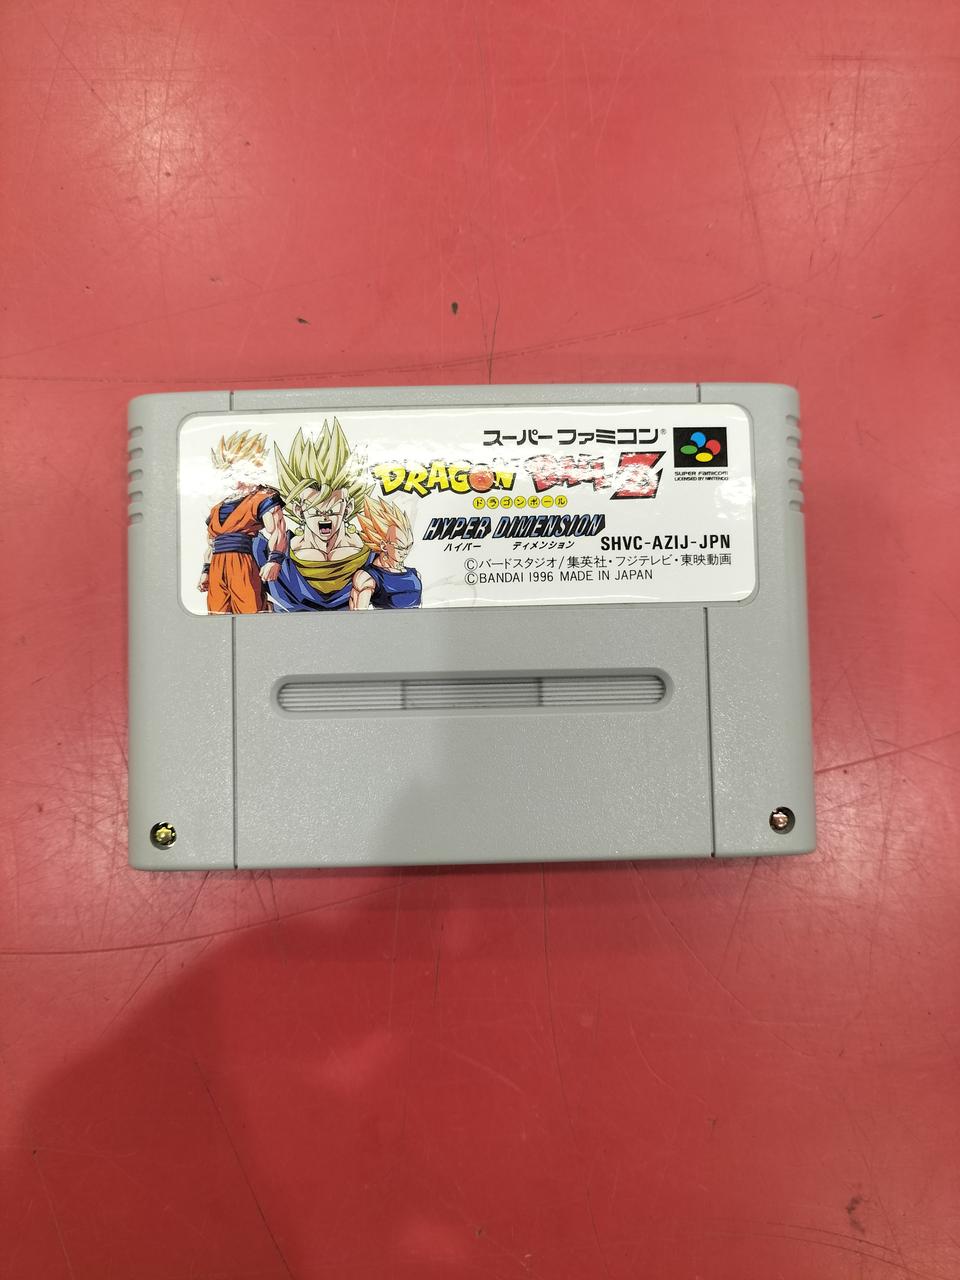 スーパーファミコン®
SUPER FAMICOM
LICENSED BY NINTENDO
DRAGON BALL Z
ドラゴンボール
HYPER DIMENSION
ハイパー ディメンション
SHVC-AZIJ-JPN
©バードスタジオ/集英社・フジテレビ・東映動画
©BANDAI 1996 MADE IN JAPAN